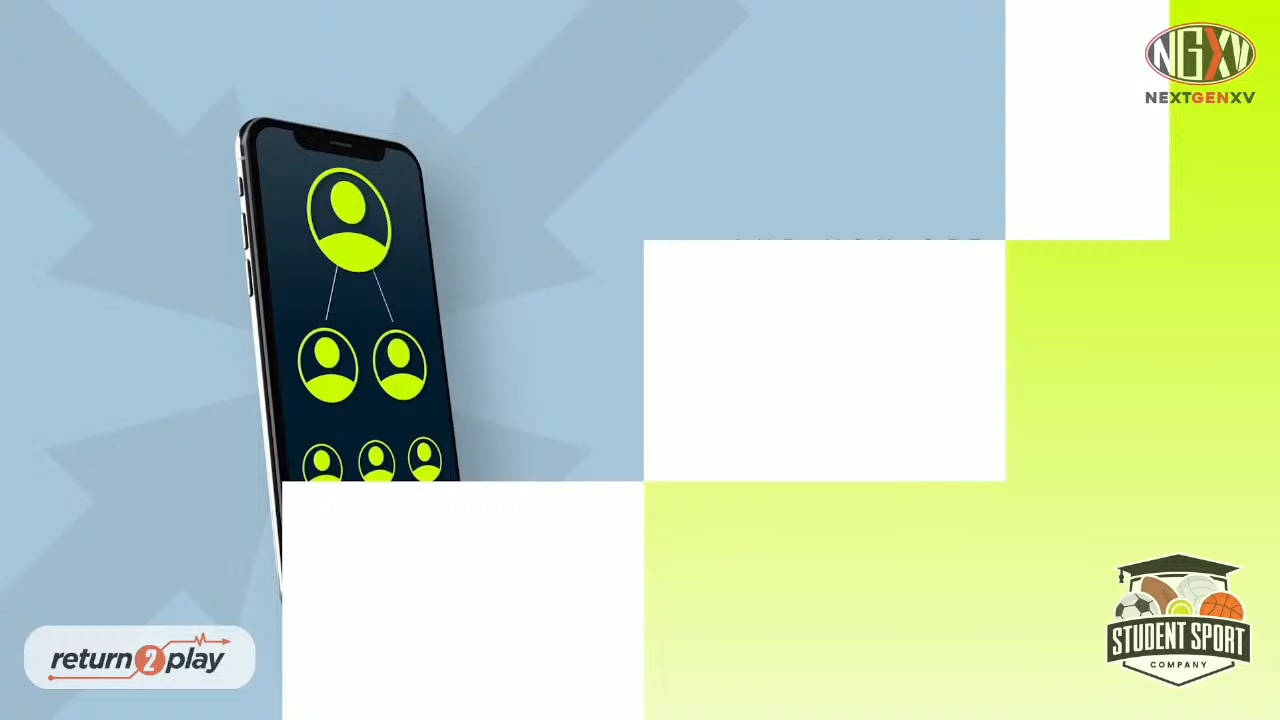 NGXV
NEXTGENXV
return2play
STUDENT SPORT
COMPANY